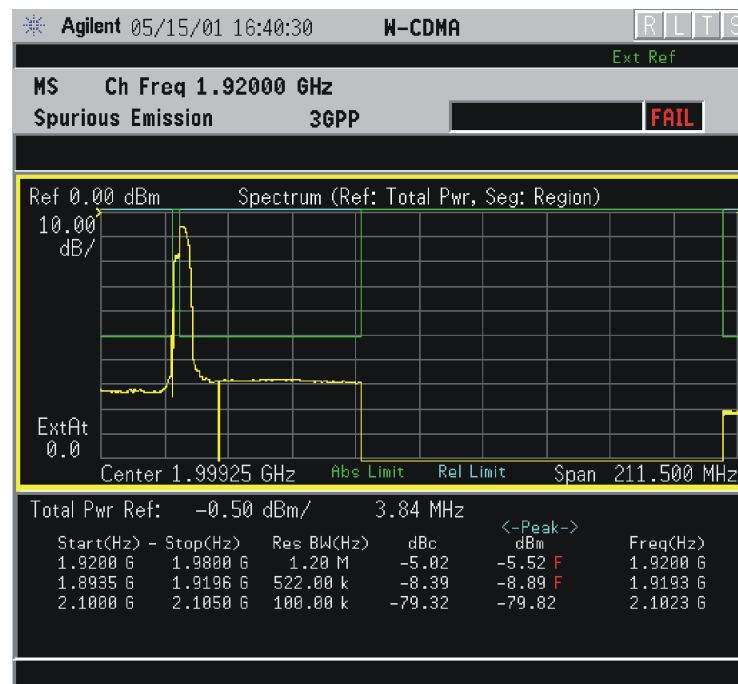 Agilent 05/15/01 16:40:30 W-CDMA R L T S
Ext Ref
MS Ch Freq 1.92000 GHz
Spurious Emission 3GPP FAIL
Ref 0.00 dBm Spectrum (Ref: Total Pwr, Seg: Region)
10.00
dB/
ExtAt
0.0
Center 1.99925 GHz Abs Limit Rel Limit Span 211.500 MHz
Total Pwr Ref: -0.50 dBm/ 3.84 MHz
<-Peak->
Start(Hz) - Stop(Hz) Res BW(Hz) dBc dBm Freq(Hz)
1.9200 G 1.9800 G 1.20 M -5.02 -5.52 F 1.9200 G
1.8935 G 1.9196 G 522.00 k -8.39 -8.89 F 1.9193 G
2.1000 G 2.1050 G 100.00 k -79.32 -79.82 2.1023 G